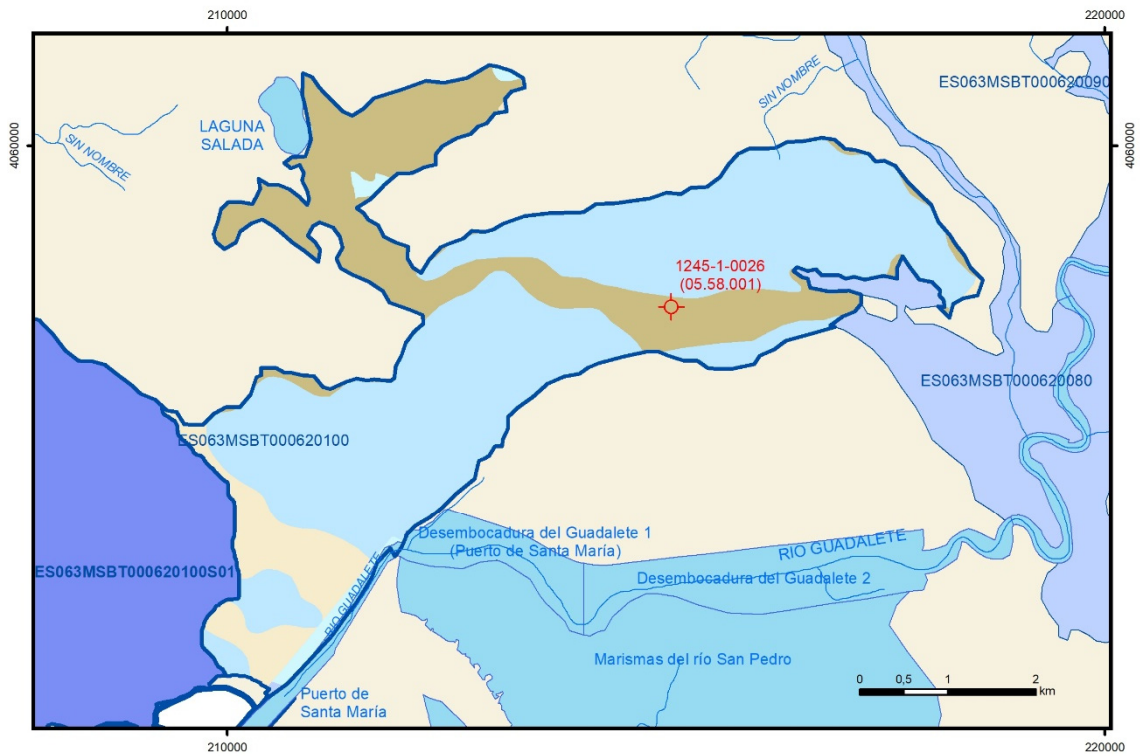 210000
220000
ES063MSBT000620090
SIN NOMBRE
LAGUNA
SALADA
4060000
4060000
SIN NOMBRE
1245-1-0026
(05.58.001)
ES063MSBT000620080
ES063MSBT000620100
Desembocadura del Guadalete 1
(Puerto de Santa María)
RIO GUADALETE
ES063MSBT000620100S01
Desembocadura del Guadalete 2
RIO GUADALETE
Marismas del río San Pedro
0 0,5 1 2
km
Puerto de
Santa María
210000
220000